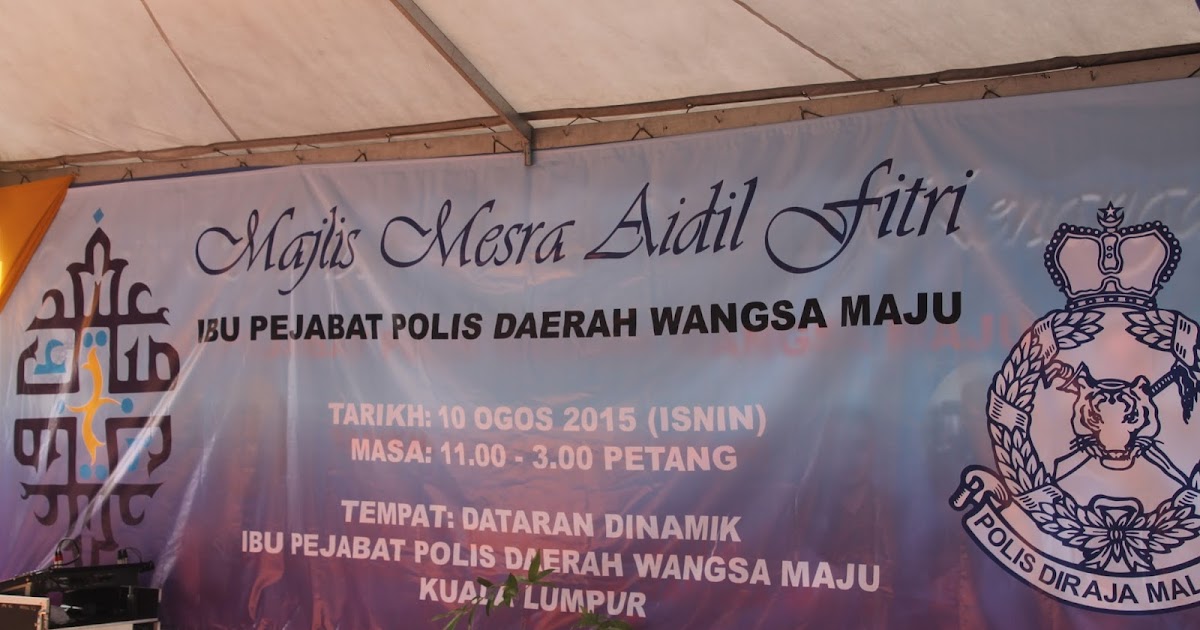 Majlis Mesra Aidil Fitri
IBU PEJABAT POLIS DAERAH WANGSA MAJU
TARIKH: 10 OGOS 2015 (ISNIN)
MASA: 11.00 - 3.00 PETANG
TEMPAT: DATARAN DINAMIK
IBU PEJABAT POLIS DAERAH WANGSA MAJU
KUALA LUMPUR
POLIS DIRAJA MAL